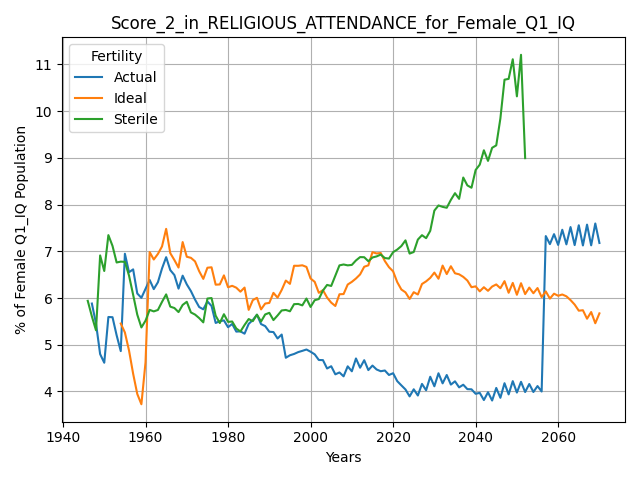 Score_2_in_RELIGIOUS_ATTENDANCE_for_Female_Q1_IQ
% of Female Q1_IQ Population
Fertility
Actual
Ideal
Sterile
11
10
9
8
7
6
5
4
1940
1960
1980
2000
2020
2040
2060
Years